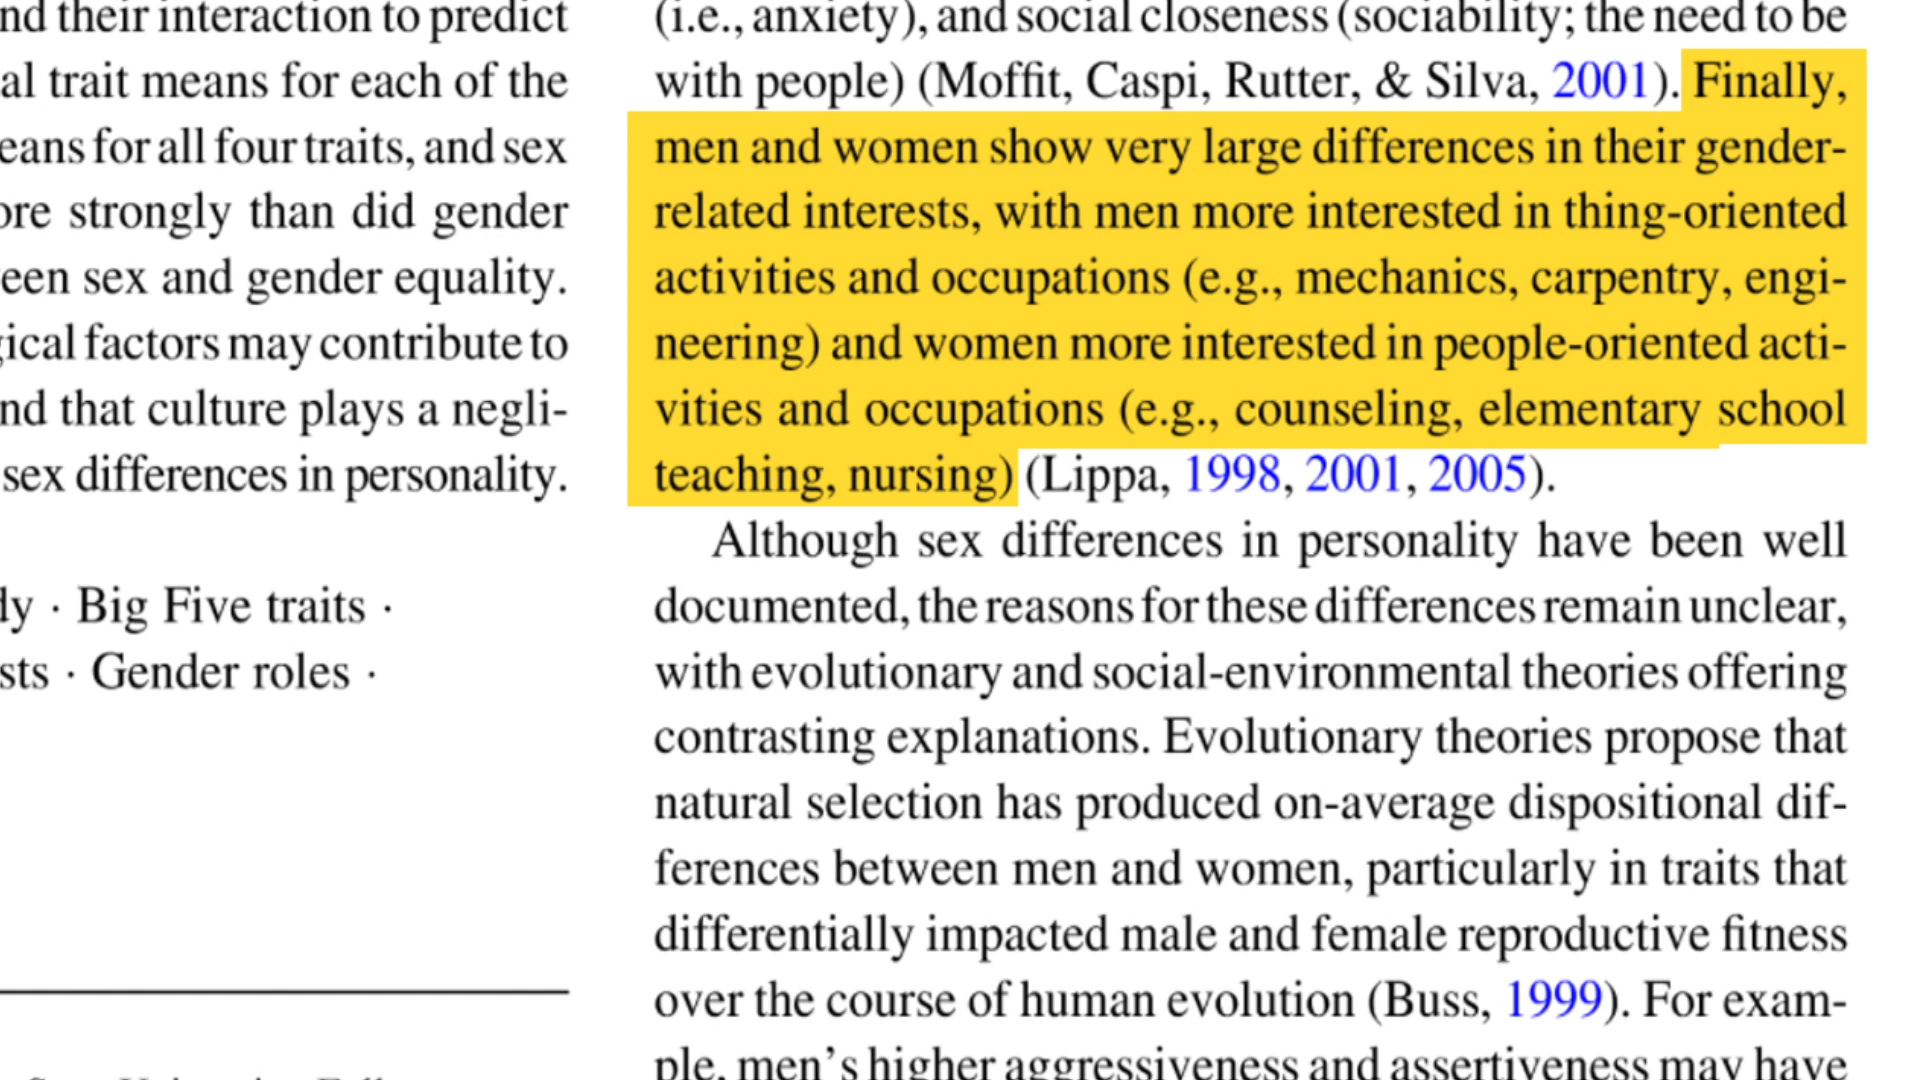 nd their interaction to predict
al trait means for each of the
eans for all four traits, and sex
ore strongly than did gender
een sex and gender equality.
gical factors may contribute to
nd that culture plays a negli-
sex differences in personality.
dy · Big Five traits ·
sts · Gender roles ·
(i.e., anxiety), and social closeness (sociability; the need to be
with people) (Moffit, Caspi, Rutter, & Silva, 2001). Finally,
men and women show very large differences in their gender-
related interests, with men more interested in thing-oriented
activities and occupations (e.g., mechanics, carpentry, engi-
neering) and women more interested in people-oriented acti-
vities and occupations (e.g., counseling, elementary school
teaching, nursing) (Lippa, 1998, 2001, 2005).
Although sex differences in personality have been well
documented, the reasons for these differences remain unclear,
with evolutionary and social-environmental theories offering
contrasting explanations. Evolutionary theories propose that
natural selection has produced on-average dispositional dif-
ferences between men and women, particularly in traits that
differentially impacted male and female reproductive fitness
over the course of human evolution (Buss, 1999). For exam-
ple, men's higher aggressiveness and assertiveness may have